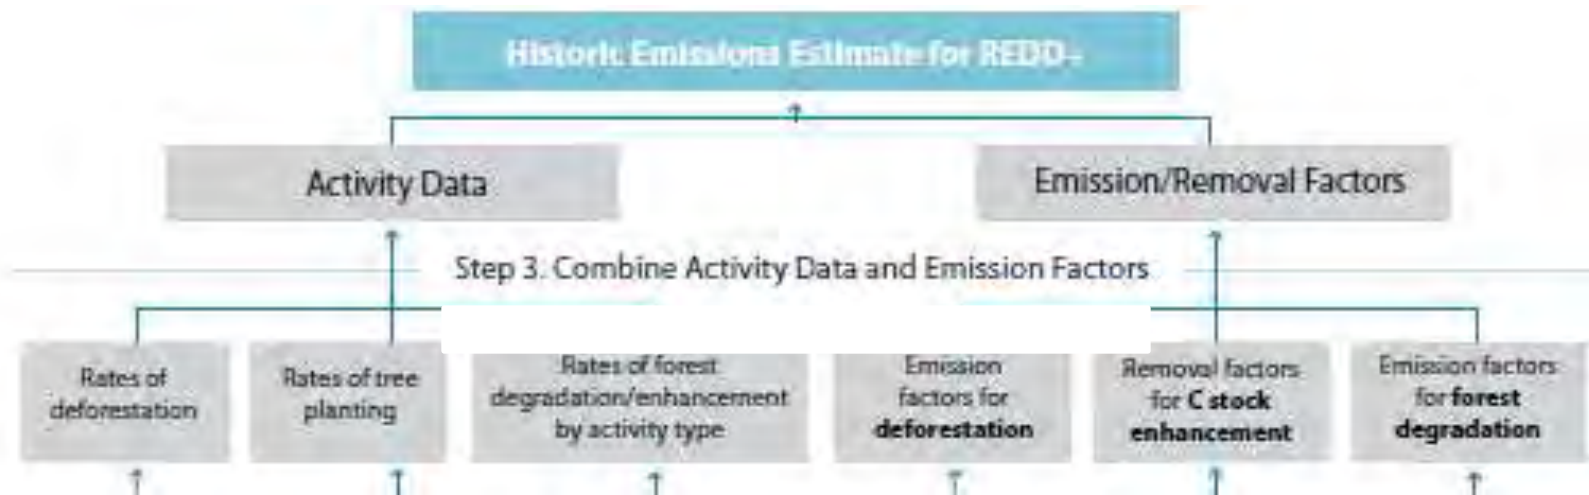 Historic Emissions Estimate for REDD+
Activity Data
Emission/Removal Factors
Step 3. Combine Activity Data and Emission Factors
Rates of
deforestation
Rates of tree
planting
Rates of forest
degradation/enhancement
by activity type
Emission
factors for
deforestation
Removal factors
for C stock
enhancement
Emission factors
for forest
degradation